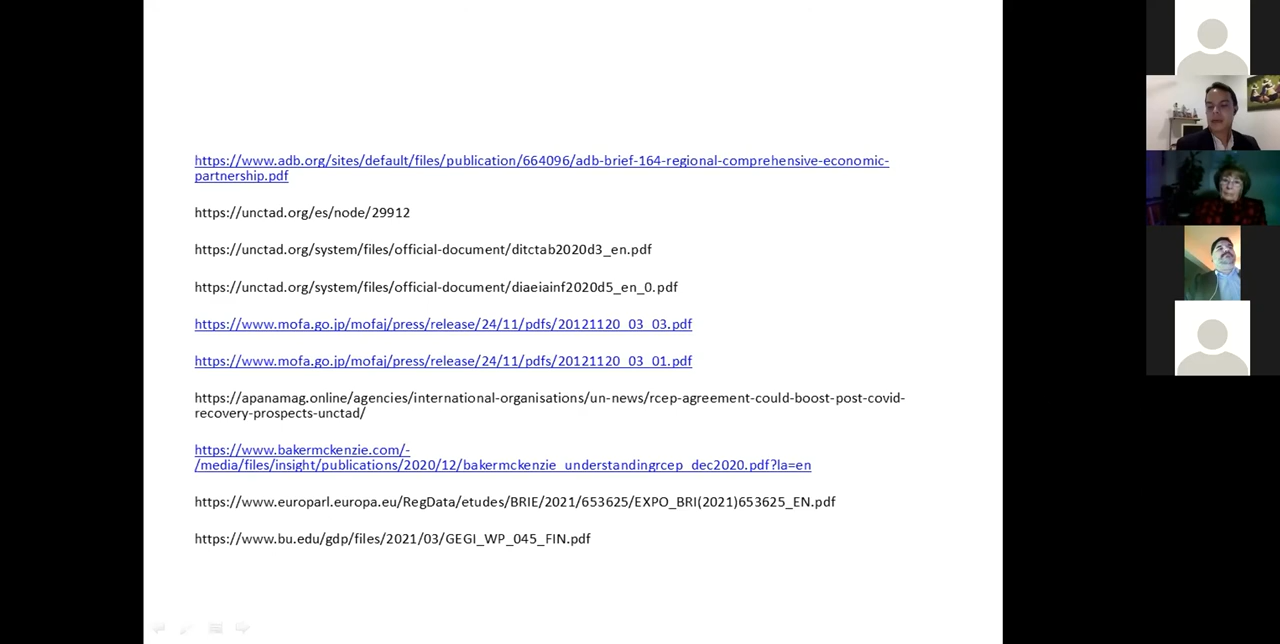 https://www.adb.org/sites/default/files/publication/664096/adb-brief-164-regional-comprehensive-economic-
partnership.pdf
https://unctad.org/es/node/29912
https://unctad.org/system/files/official-document/ditctab2020d3_en.pdf
https://unctad.org/system/files/official-document/diaeiainf2020d5_en_0.pdf
https://www.mofa.go.jp/mofaj/press/release/24/11/pdfs/20121120_03_03.pdf
https://www.mofa.go.jp/mofaj/press/release/24/11/pdfs/20121120_03_01.pdf
https://apanamag.online/agencies/international-organisations/un-news/rcep-agreement-could-boost-post-covid-
recovery-prospects-unctad/
https://www.bakermckenzie.com/-
/media/files/insight/publications/2020/12/bakermckenzie_understandingrcep_dec2020.pdf?la=en
https://www.europarl.europa.eu/RegData/etudes/BRIE/2021/653625/EXPO_BRI(2021)653625_EN.pdf
https://www.bu.edu/gdp/files/2021/03/GEGI_WP_045_FIN.pdf